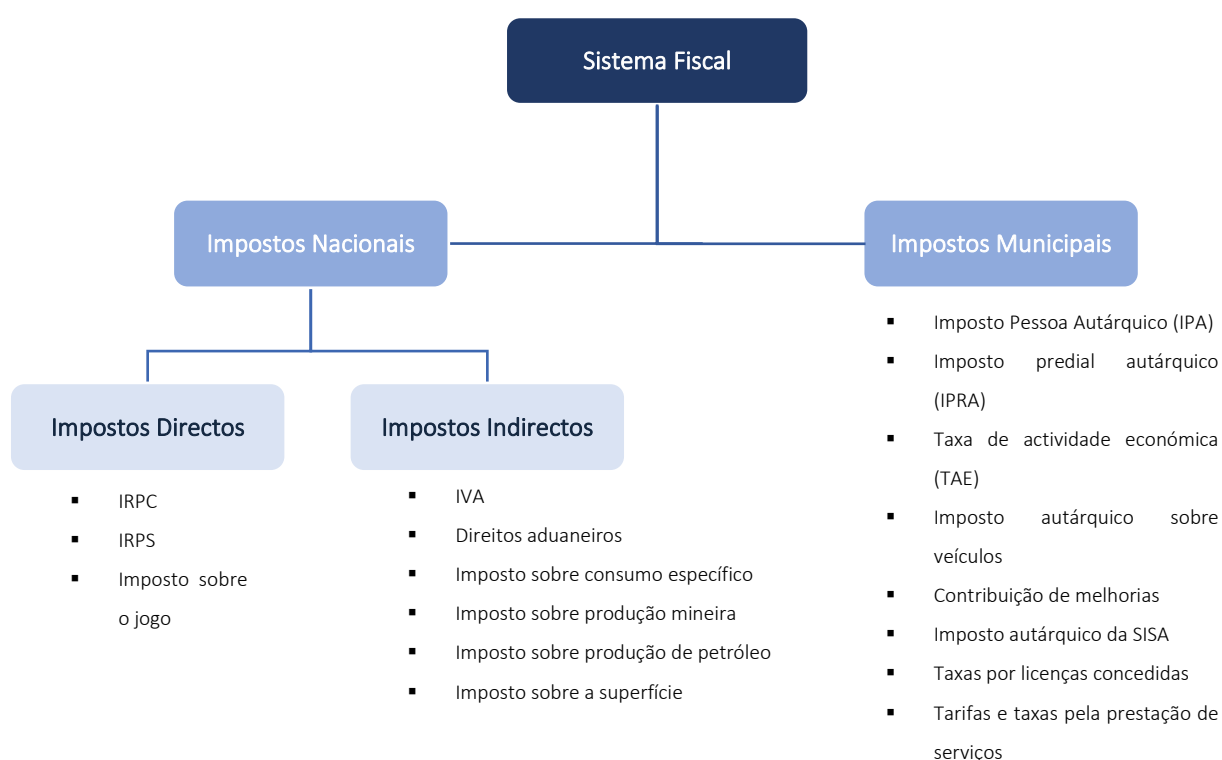 Sistema Fiscal
Impostos Nacionais
Impostos Municipais
Impostos Directos
Impostos Indirectos
▪ IRPC
▪ IRPS
▪ Imposto sobre
o jogo
▪ IVA
▪ Direitos aduaneiros
▪ Imposto sobre consumo específico
▪ Imposto sobre produção mineira
▪ Imposto sobre produção de petróleo
▪ Imposto sobre a superfície
▪ Imposto Pessoa Autárquico (IPA)
▪ Imposto predial autárquico
(IPRA)
▪ Taxa de actividade económica
(TAE)
▪ Imposto autárquico sobre
veículos
▪ Contribuição de melhorias
▪ Imposto autárquico da SISA
▪ Taxas por licenças concedidas
▪ Tarifas e taxas pela prestação de
serviços